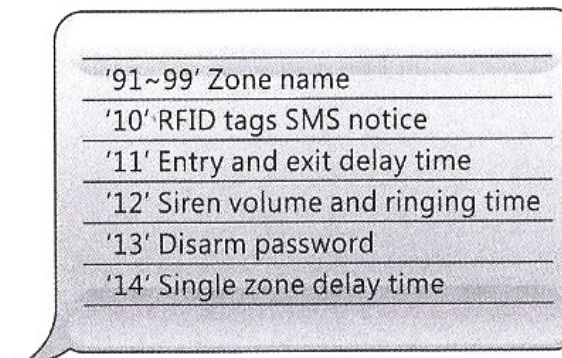 '91~99' Zone name
'10' RFID tags SMS notice
'11' Entry and exit delay time
'12' Siren volume and ringing time
'13' Disarm password
'14' Single zone delay time